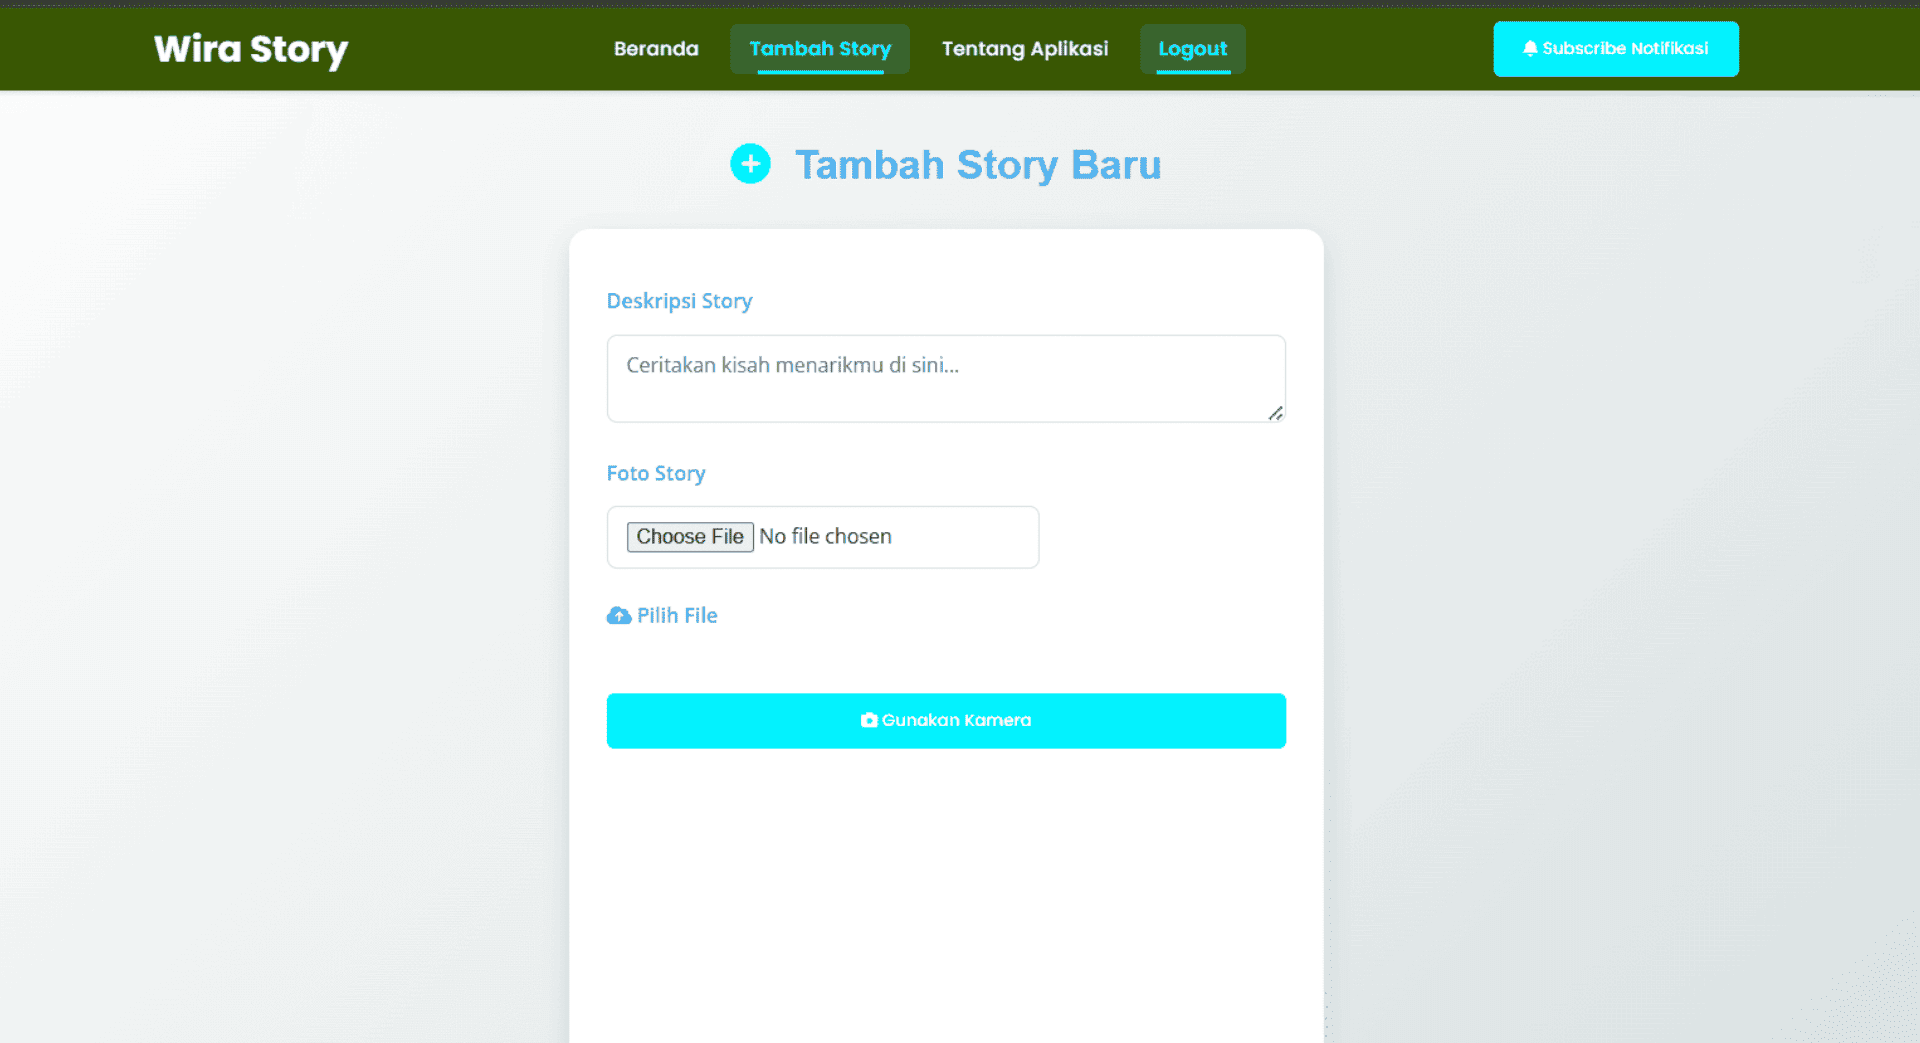 Wira Story
Beranda
Tambah Story
Tentang Aplikasi
Logout
Subscribe Notifikasi
Tambah Story Baru
Deskripsi Story
Ceritakan kisah menarikmu di sini...
Foto Story
Choose File No file chosen
Pilih File
Gunakan Kamera